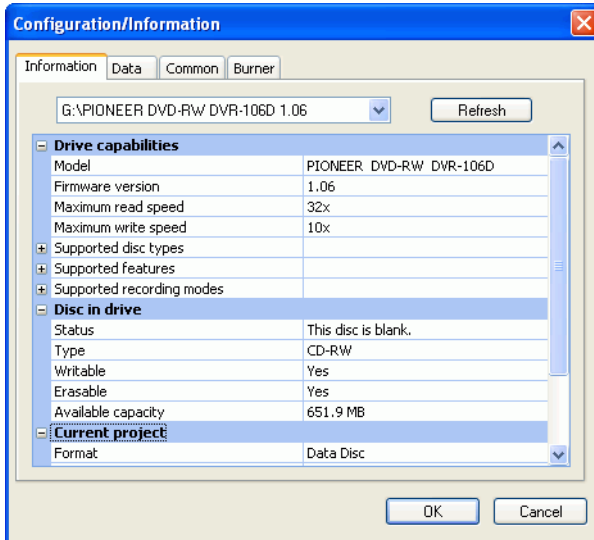 Configuration/Information
Information Data Common Burner
G:\PIONEER DVD-RW DVR-106D 1.06 Refresh
Drive capabilities
Model PIONEER DVD-RW DVR-106D
Firmware version 1.06
Maximum read speed 32x
Maximum write speed 10x
Supported disc types
Supported features
Supported recording modes
Disc in drive
Status This disc is blank.
Type CD-RW
Writable Yes
Erasable Yes
Available capacity 651.9 MB
Current project
Format Data Disc
OK Cancel